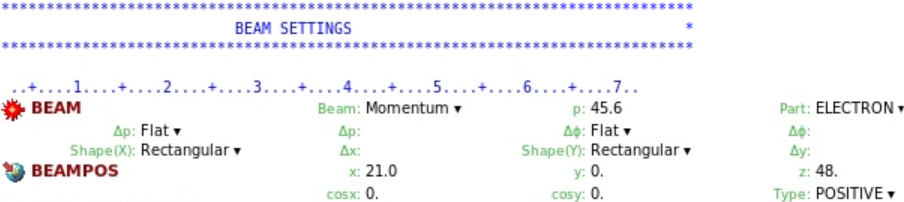 ******************************************************************************
BEAM SETTINGS *
******************************************************************************
..+....1....+....2....+....3....+....4....+....5....+....6....+....7..
BEAM Beam: Momentum ▾ p: 45.6 Part: ELECTRON ▾
Δp: Flat ▾ Δp: Δϕ: Flat ▾ Δϕ:
Shape(X): Rectangular ▾ Δx: Shape(Y): Rectangular ▾ Δy:
BEAMPOS x: 21.0 y: 0. z: 48.
cosx: 0. cosy: 0. Type: POSITIVE ▾